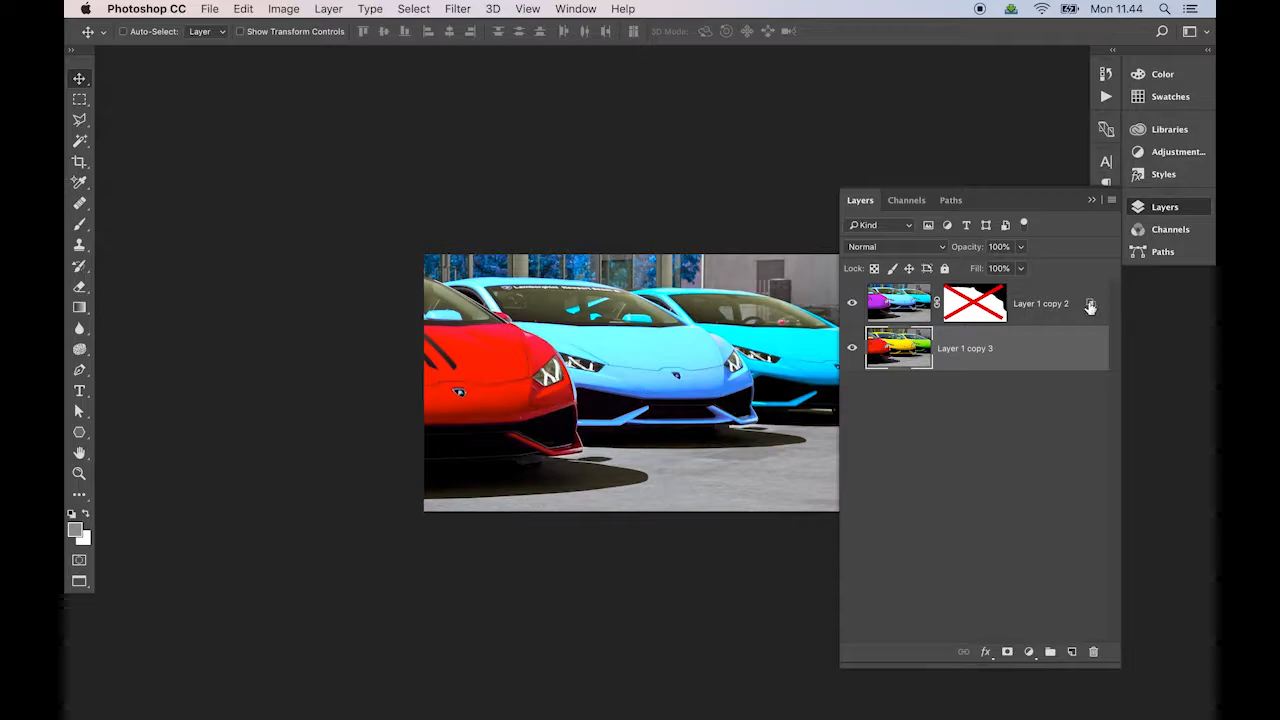 Photoshop CC File Edit Image Layer Type Select Filter 3D View Window Help Mon 11.44
Auto-Select: Layer Show Transform Controls 3D Mode:
Color
Swatches
Libraries
Adjustment...
Styles
Layers
Channels
Paths
Layers Channels Paths
Kind
Normal Opacity: 100%
Lock: Fill: 100%
Layer 1 copy 2
Layer 1 copy 3
fx